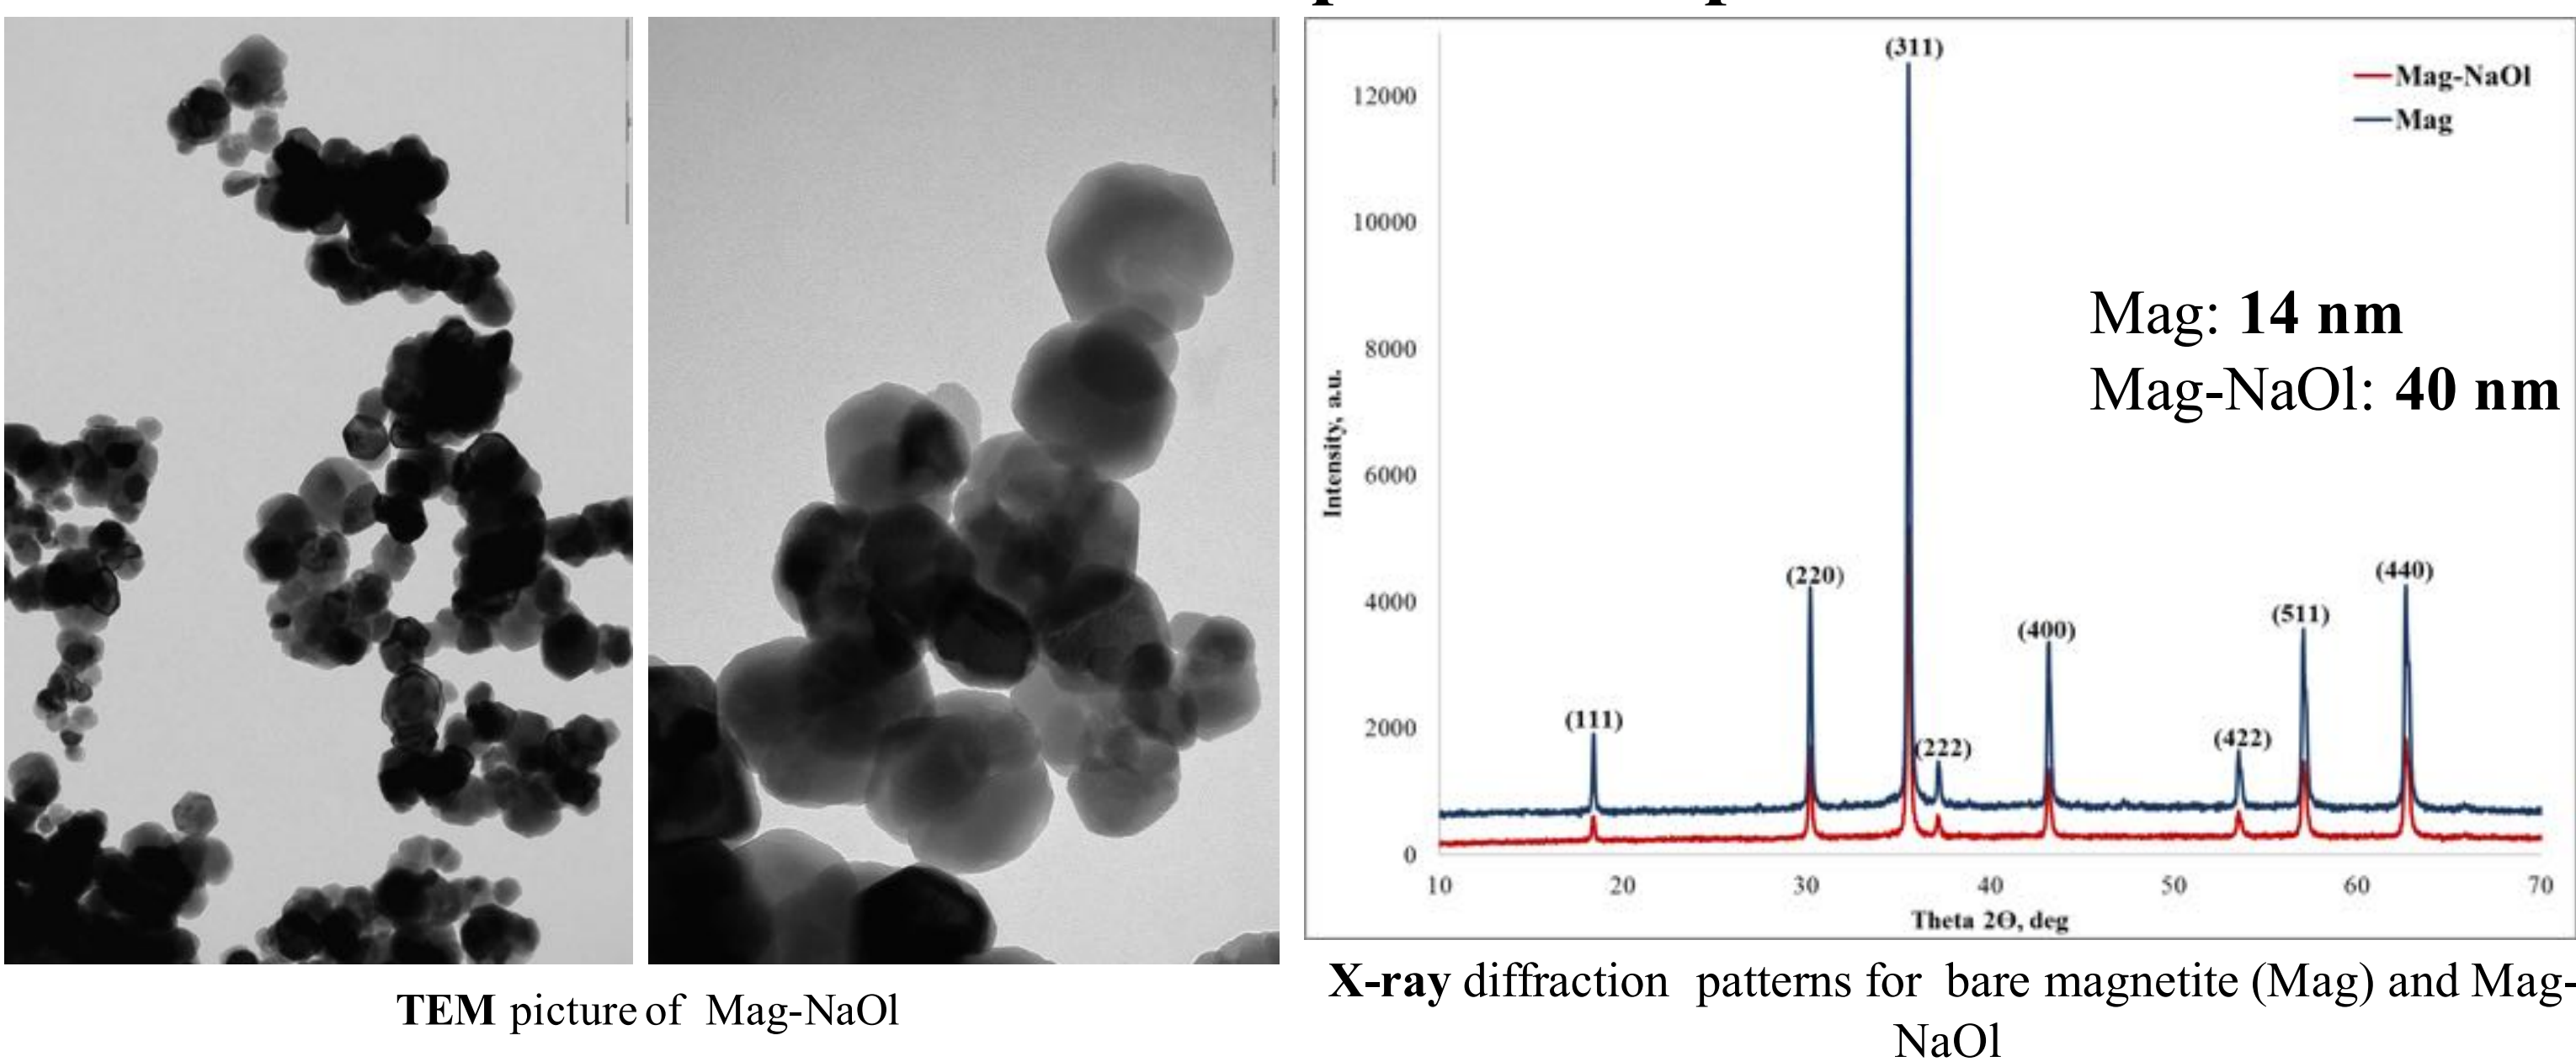 (311)
Mag-NaOl
Mag
12000
10000
8000
6000
4000
2000
0
Intensity, a.u.
Mag: 14 nm
Mag-NaOl: 40 nm
(111)
(220)
(222)
(400)
(422)
(511)
(440)
10 20 30 40 50 60 70
Theta 2Θ, deg
TEM picture of Mag-NaOl
X-ray diffraction patterns for bare magnetite (Mag) and Mag-
NaOl